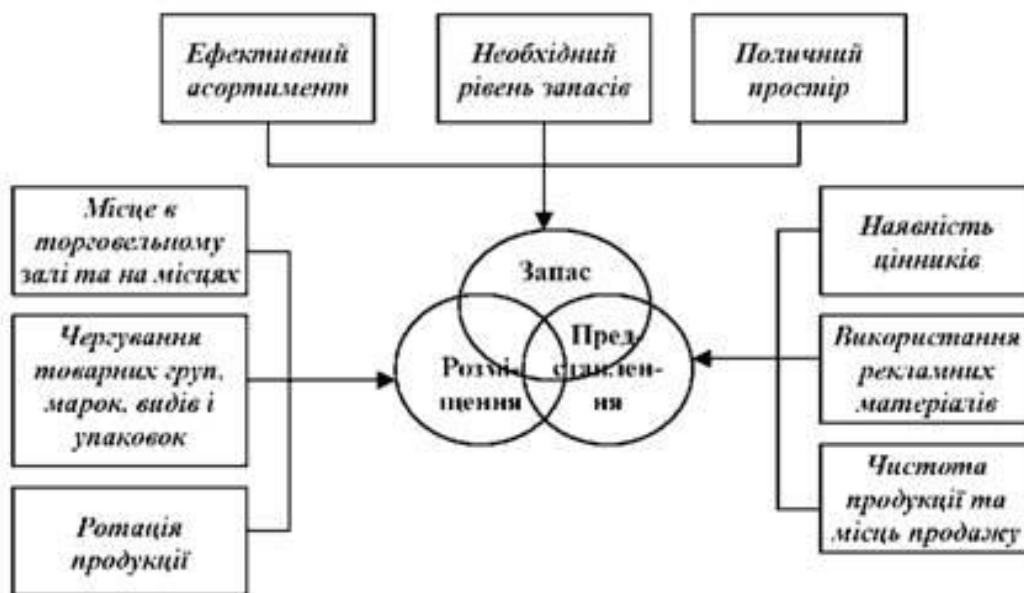 Ефективний
асортимент
Необхідний
рівень запасів
Поличний
простір
Місце в
торговельному
залі та на місцях
Чергування
товарних груп,
марок, видів і
упаковок
Ротація
продукції
Запас
Розмі-
щення
Пред-
ставлен-
ня
Наявність
цінників
Використання
рекламних
матеріалів
Чистота
продукції та
місць продажу